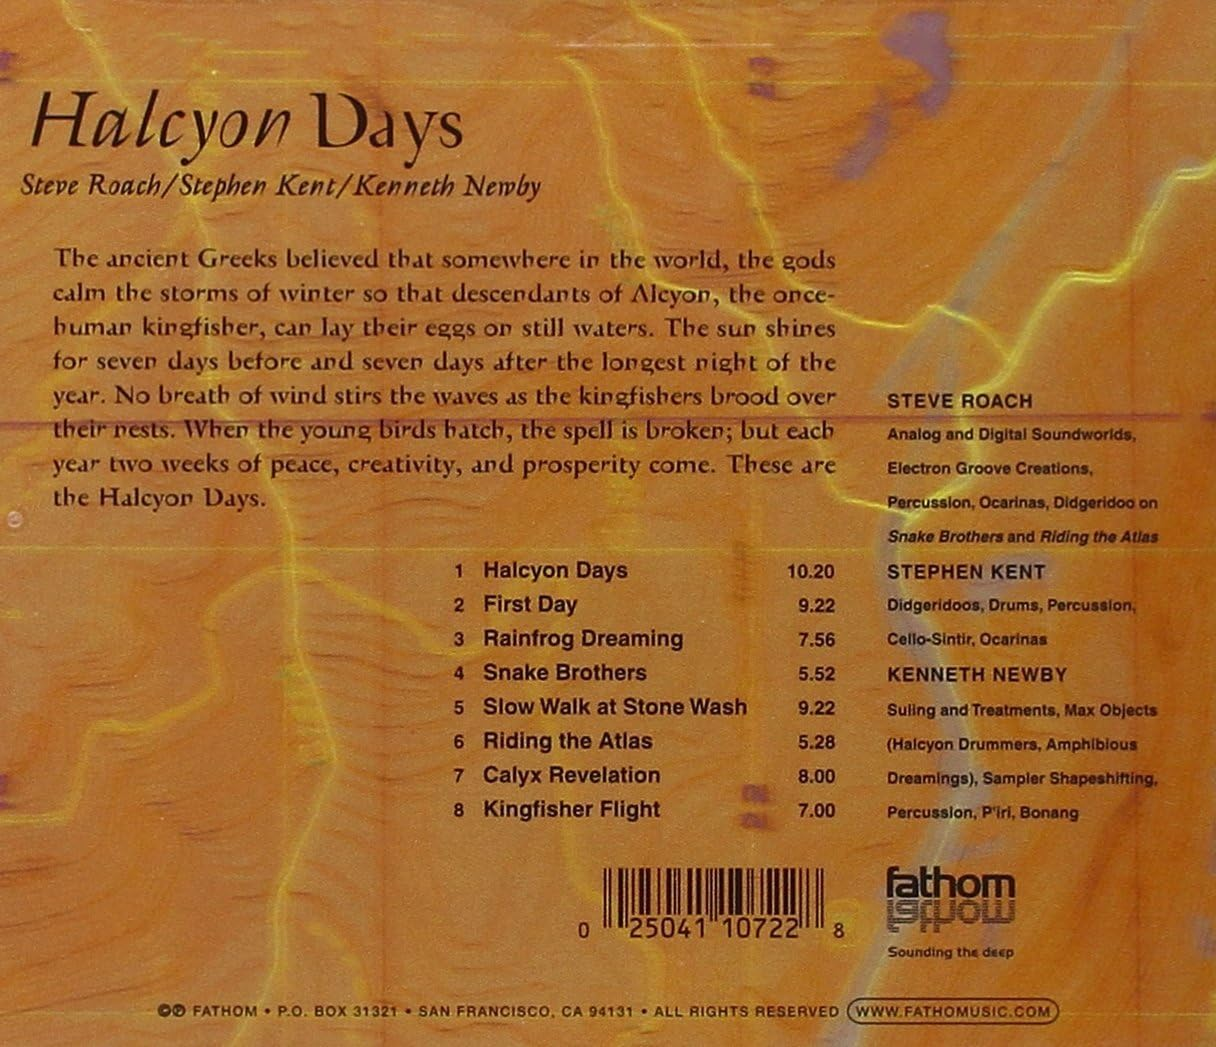 Halcyon Days
Steve Roach/Stephen Kent/Kenneth Newby
The ancient Greeks believed that somewhere in the world, the gods
calm the storms of winter so that descendants of Alcyon, the once-
human kingfisher, can lay their eggs on still waters. The sun shines
for seven days before and seven days after the longest night of the
year. No breath of wind stirs the waves as the kingfishers brood over
their nests. When the young birds hatch, the spell is broken; but each
year two weeks of peace, creativity, and prosperity come. These are
the Halcyon Days.
1 Halcyon Days 10.20
2 First Day 9.22
3 Rainfrog Dreaming 7.56
4 Snake Brothers 5.52
5 Slow Walk at Stone Wash 9.22
6 Riding the Atlas 5.28
7 Calyx Revelation 8.00
8 Kingfisher Flight 7.00
STEVE ROACH
Analog and Digital Soundworlds,
Electron Groove Creations,
Percussion, Ocarinas, Didgeridoo on
Snake Brothers and Riding the Atlas
STEPHEN KENT
Didgeridoos, Drums, Percussion,
Cello-Sintir, Ocarinas
KENNETH NEWBY
Suling and Treatments, Max Objects
(Halcyon Drummers, Amphibious
Dreamings), Sampler Shapeshifting,
Percussion, P'iri, Bonang
0 25041 10722 8
fathom
fathom
Sounding the deep
©℗ FATHOM • P.O. BOX 31321 • SAN FRANCISCO, CA 94131 • ALL RIGHTS RESERVED WWW.FATHOMUSIC.COM